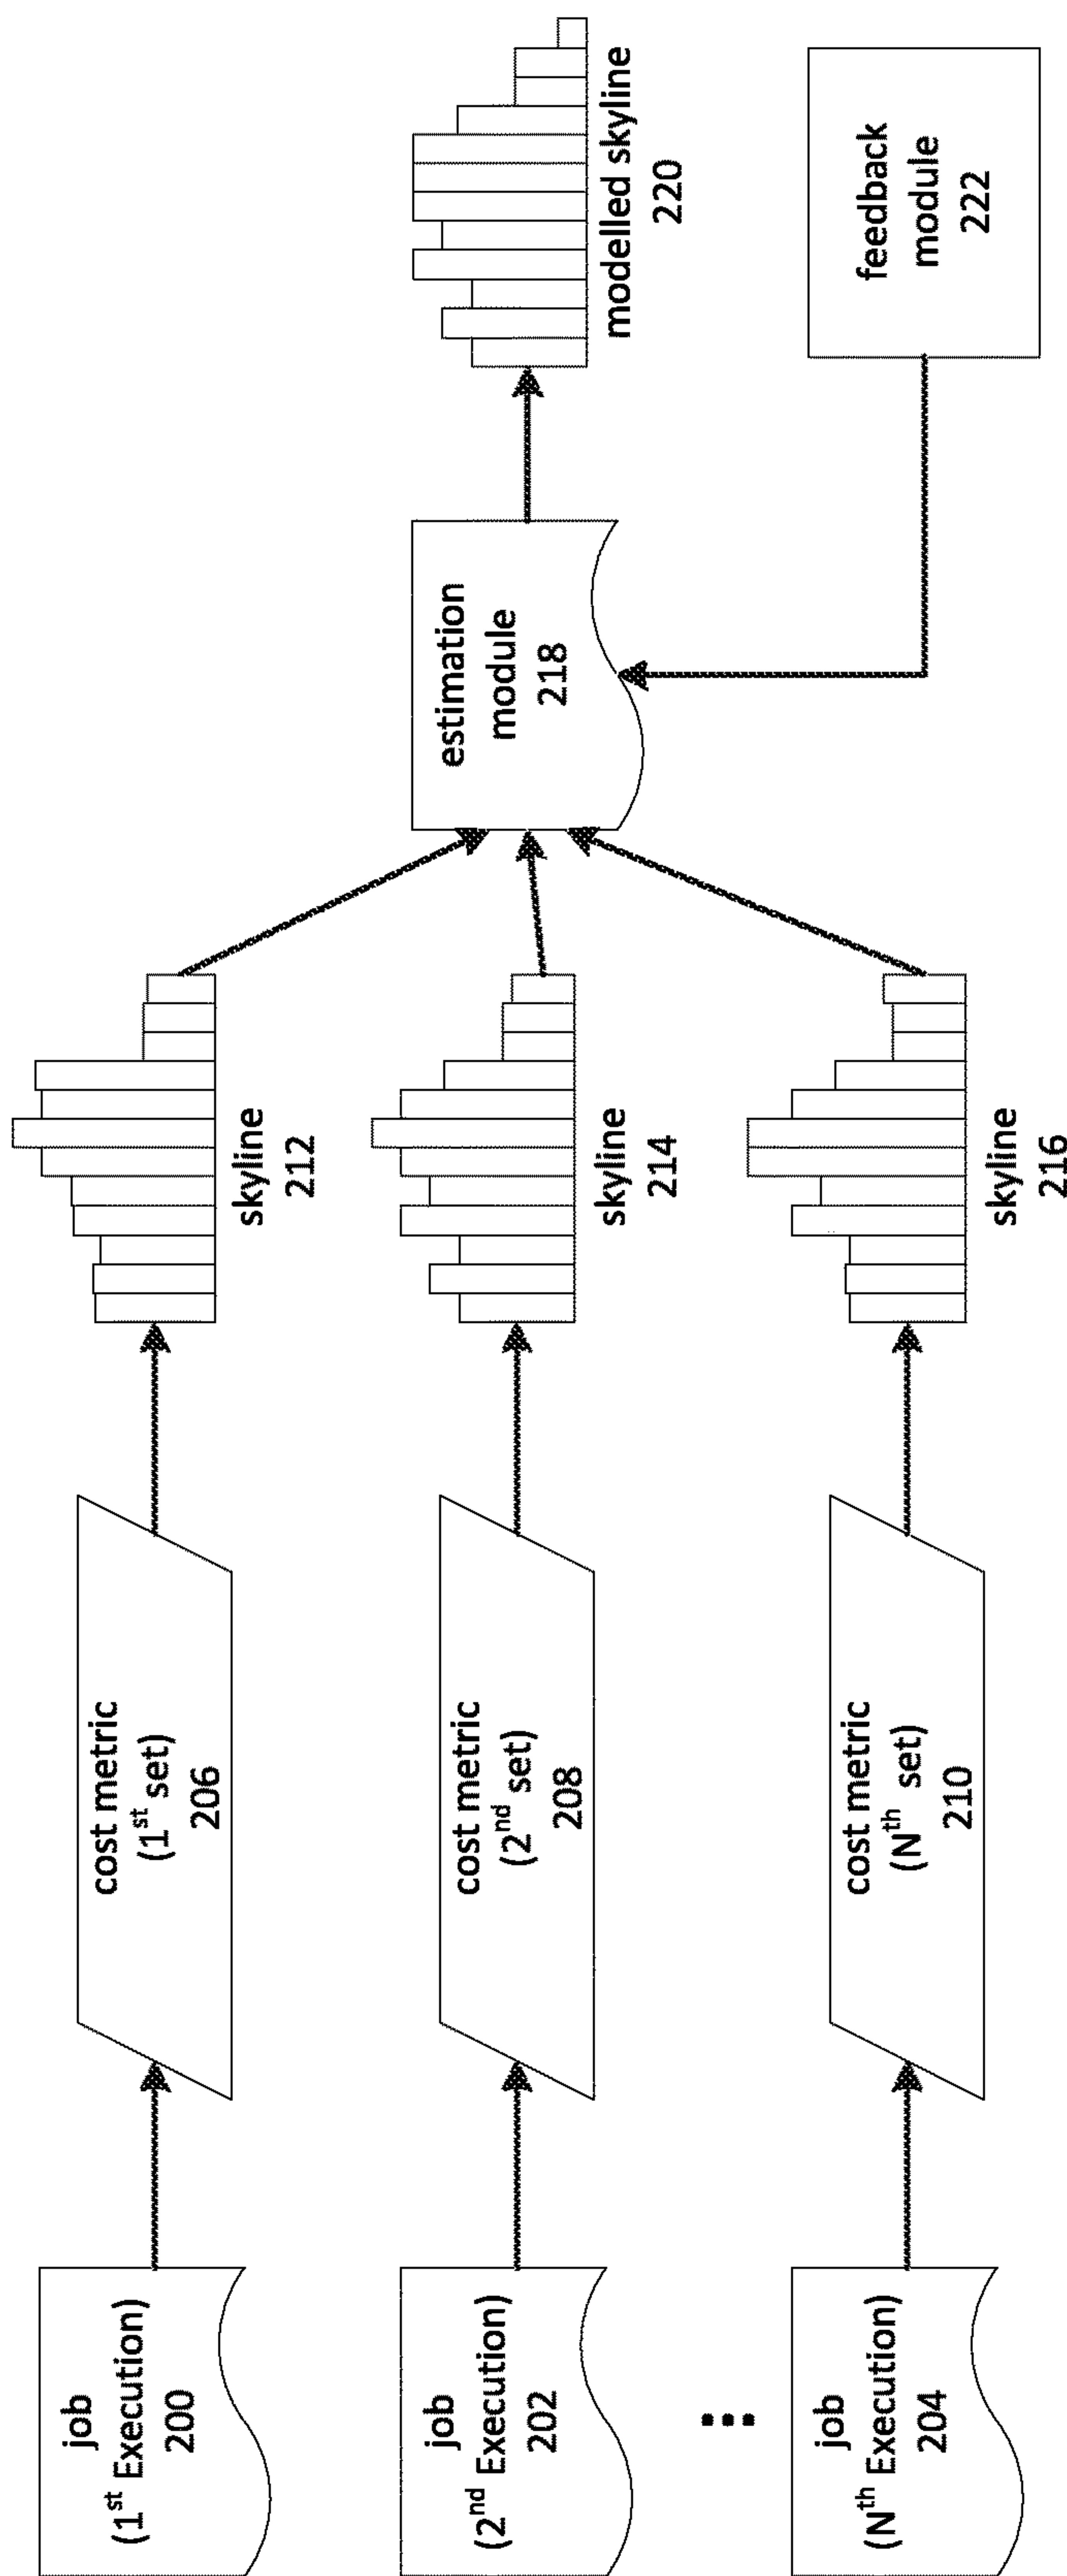 job
(1st Execution)
200
cost metric
(1st set)
206
skyline
212
job
(2nd Execution)
202
cost metric
(2nd set)
208
skyline
214
estimation
module
218
modelled skyline
220
job
(Nth Execution)
204
cost metric
(Nth set)
210
skyline
216
feedback
module
222